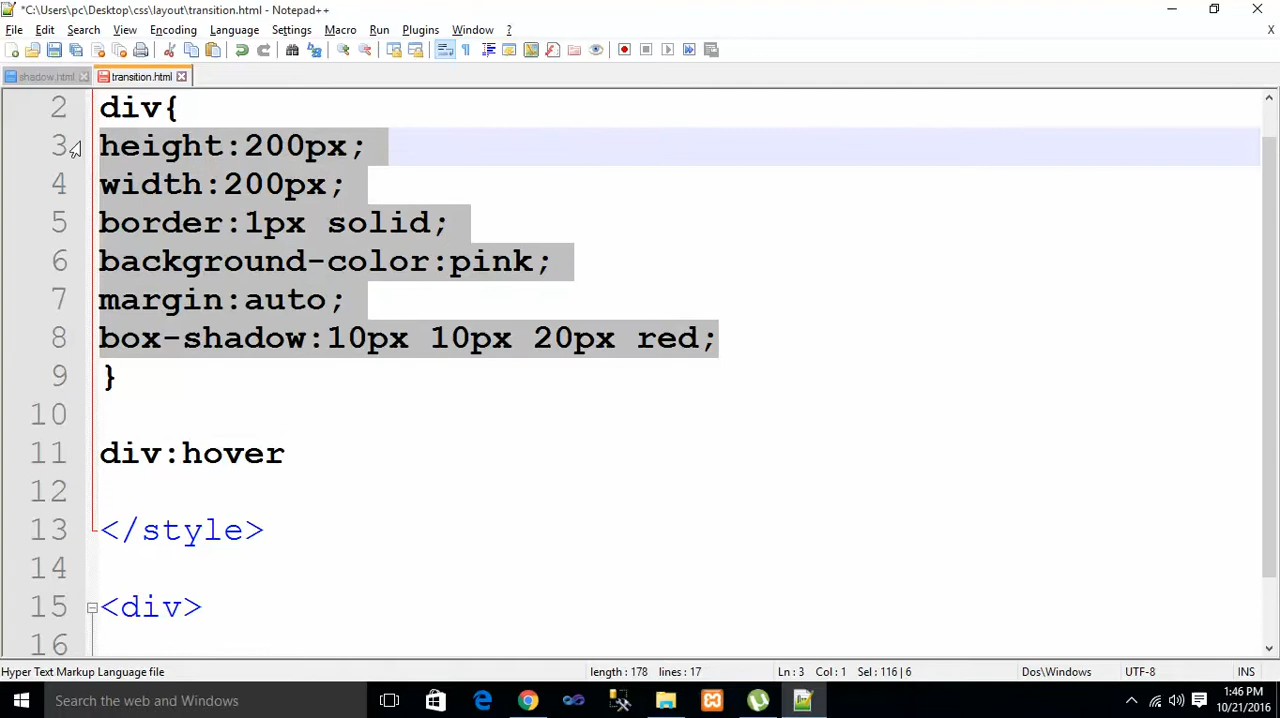 *C:\Users\pc\Desktop\css\layout\transition.html - Notepad++
File Edit Search View Encoding Language Settings Macro Run Plugins Window ? X
shadow.html transition.html
2 div{
3 height:200px;
4 width:200px;
5 border:1px solid;
6 background-color:pink;
7 margin:auto;
8 box-shadow:10px 10px 20px red;
9 }
10
11 div:hover
12
13 </style>
14
15 <div>
16
Hyper Text Markup Language file length : 178 lines : 17 Ln : 3 Col : 1 Sel : 116 | 6 Dos\Windows UTF-8 INS
Search the web and Windows
1:46 PM
10/21/2016